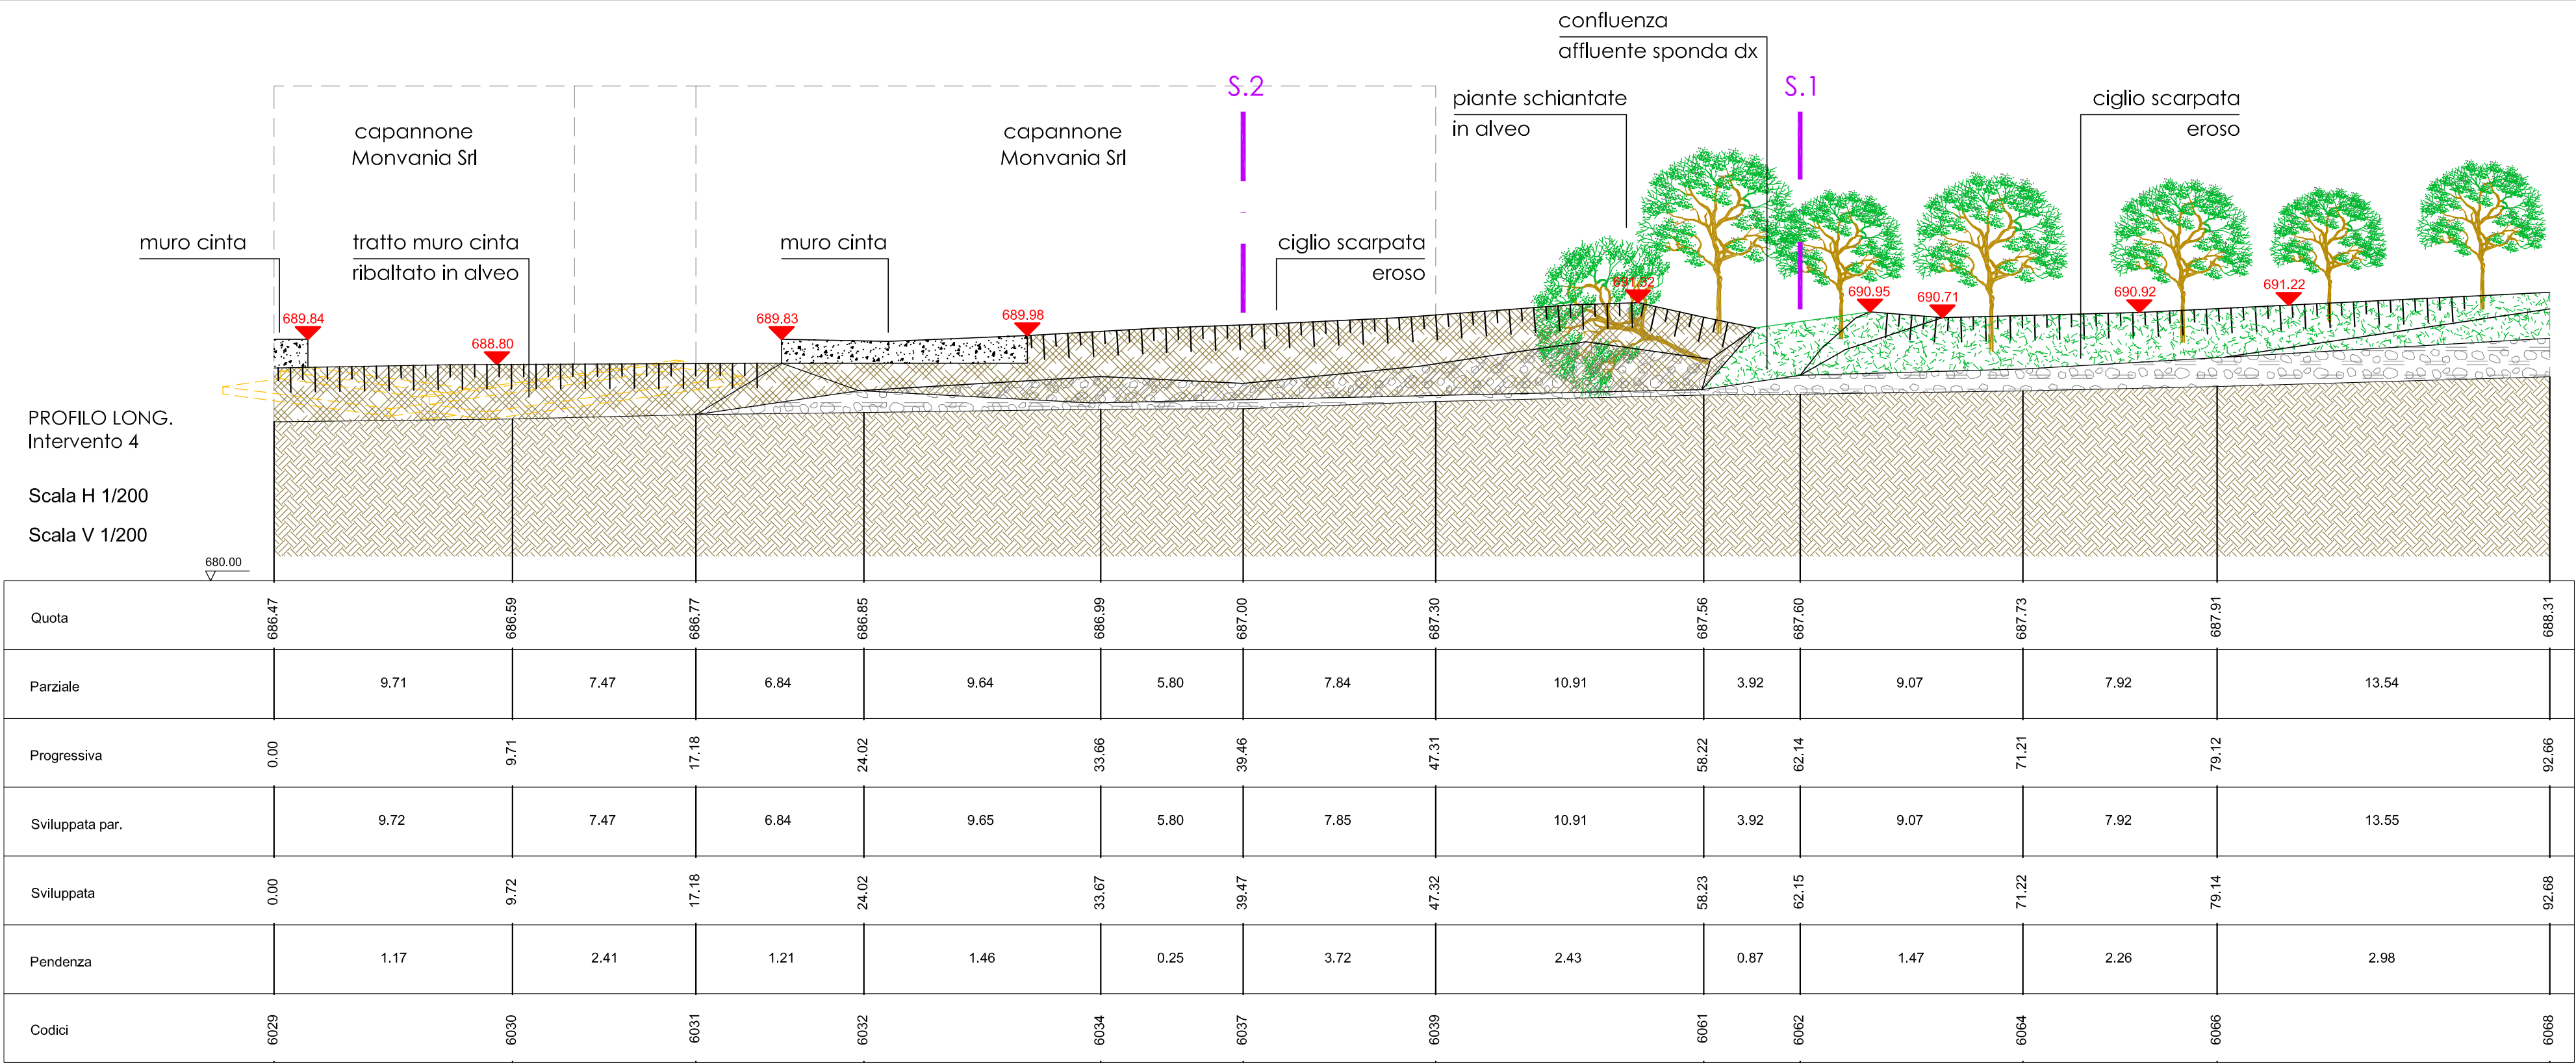 confluenza
affluente sponda dx
S.2
S.1
piante schiantate
in alveo
ciglio scarpata
eroso
capannone
Monvania Srl
capannone
Monvania Srl
muro cinta
tratto muro cinta
ribaltato in alveo
muro cinta
ciglio scarpata
eroso
689.84
688.80
689.83
689.98
690.95
690.71
690.92
691.22
PROFILO LONG.
Intervento 4
Scala H 1/200
Scala V 1/200
680.00
Quota 686.47 686.59 686.77 686.85 686.99 687.00 687.30 687.56 687.60 687.73 687.91 688.31
Parziale 9.71 7.47 6.84 9.64 5.80 7.84 10.91 3.92 9.07 7.92 13.54
Progressiva 0.00 9.71 17.18 24.02 33.66 39.46 47.31 58.22 62.14 71.21 79.12 92.66
Sviluppata par. 9.72 7.47 6.84 9.65 5.80 7.85 10.91 3.92 9.07 7.92 13.55
Sviluppata 0.00 9.72 17.18 24.02 33.67 39.47 47.32 58.23 62.15 71.22 79.14 92.68
Pendenza 1.17 2.41 1.21 1.46 0.25 3.72 2.43 0.87 1.47 2.26 2.98
Codici 6029 6030 6031 6032 6034 6037 6039 6061 6062 6064 6066 6068